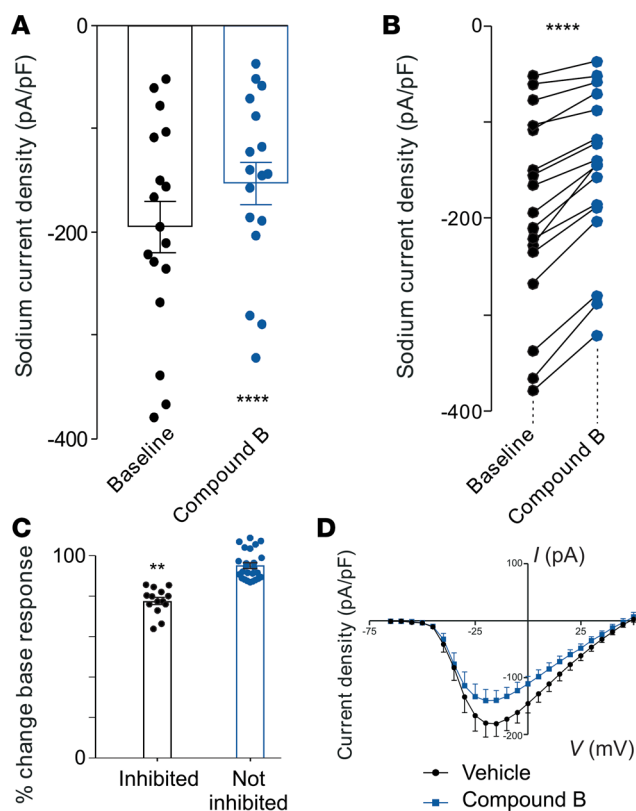 A
Sodium current density (pA/pF)
-0
-200
-400
****
Baseline
Compound B
B
Sodium current density (pA/pF)
-0
-200
-400
****
Baseline
Compound B
C
% change base response
100
0
**
Inhibited
Not
inhibited
D
Current density (pA/pF)
I (pA)
100
-75
-25
25
-100
-200
V (mV)
Vehicle
Compound B